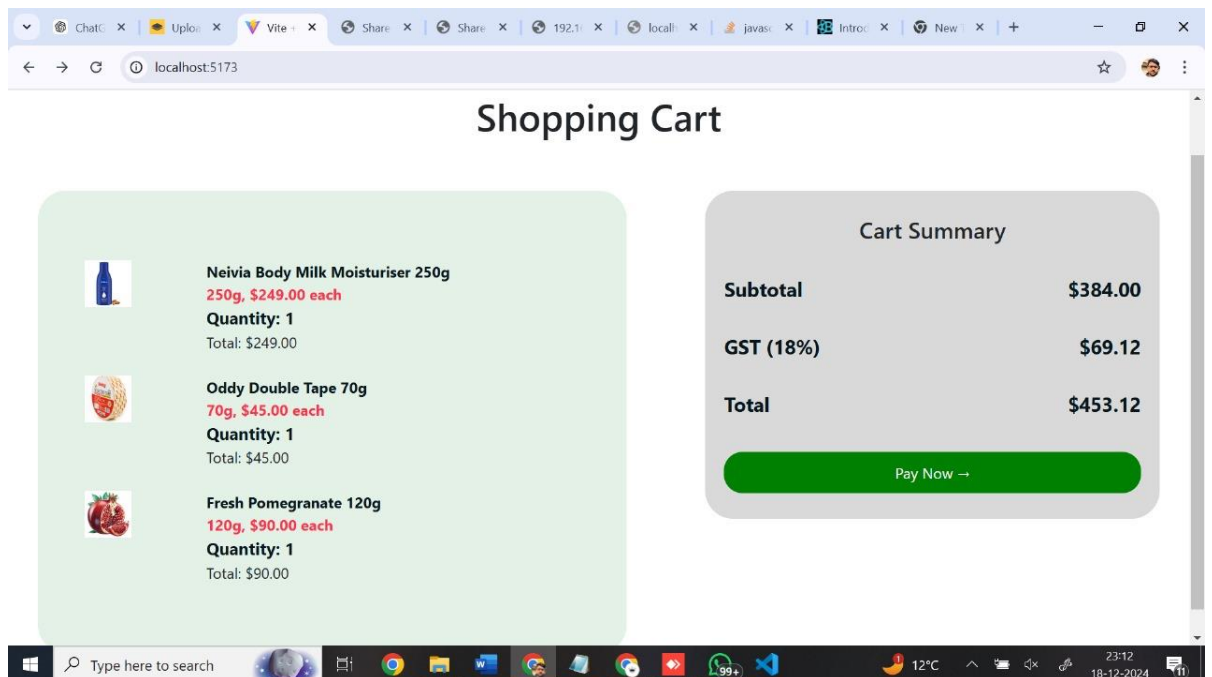 ChatG
Uplo
Vite +
Share
Share
192.1
localh
javasc
Introd
New T
localhost:5173
Shopping Cart
Neivia Body Milk Moisturiser 250g
250g, $249.00 each
Quantity: 1
Total: $249.00
Oddy Double Tape 70g
70g, $45.00 each
Quantity: 1
Total: $45.00
Fresh Pomegranate 120g
120g, $90.00 each
Quantity: 1
Total: $90.00
Cart Summary
Subtotal $384.00
GST (18%) $69.12
Total $453.12
Pay Now →
Type here to search
99+
12°C
23:12
18-12-2024
11